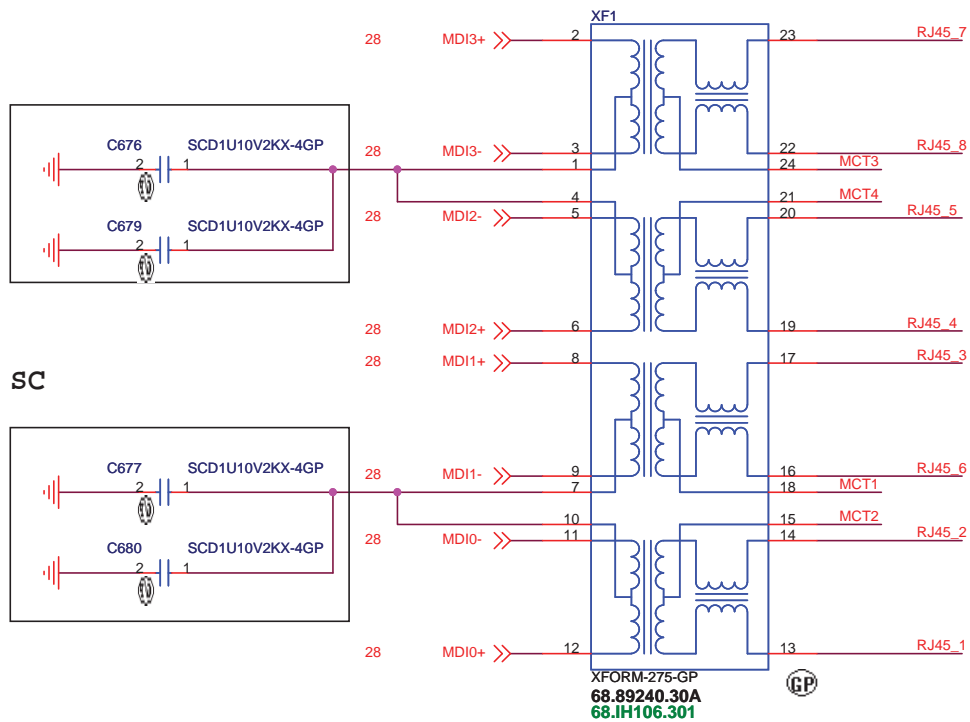 XF1
28 MDI3+ 2 23 RJ45_7
C676 SCD1U10V2KX-4GP
2 1
28 MDI3- 3 22 RJ45_8
1 24 MCT3
4 21 MCT4
28 MDI2- 5 20 RJ45_5
C679 SCD1U10V2KX-4GP
2 1
28 MDI2+ 6 19 RJ45_4
28 MDI1+ 8 17 RJ45_3
SC
C677 SCD1U10V2KX-4GP
2 1
28 MDI1- 9 16 RJ45_6
7 18 MCT1
10 15 MCT2
28 MDI0- 11 14 RJ45_2
C680 SCD1U10V2KX-4GP
2 1
28 MDI0+ 12 13 RJ45_1
XFORM-275-GP
68.89240.30A
68.IH106.301
GP